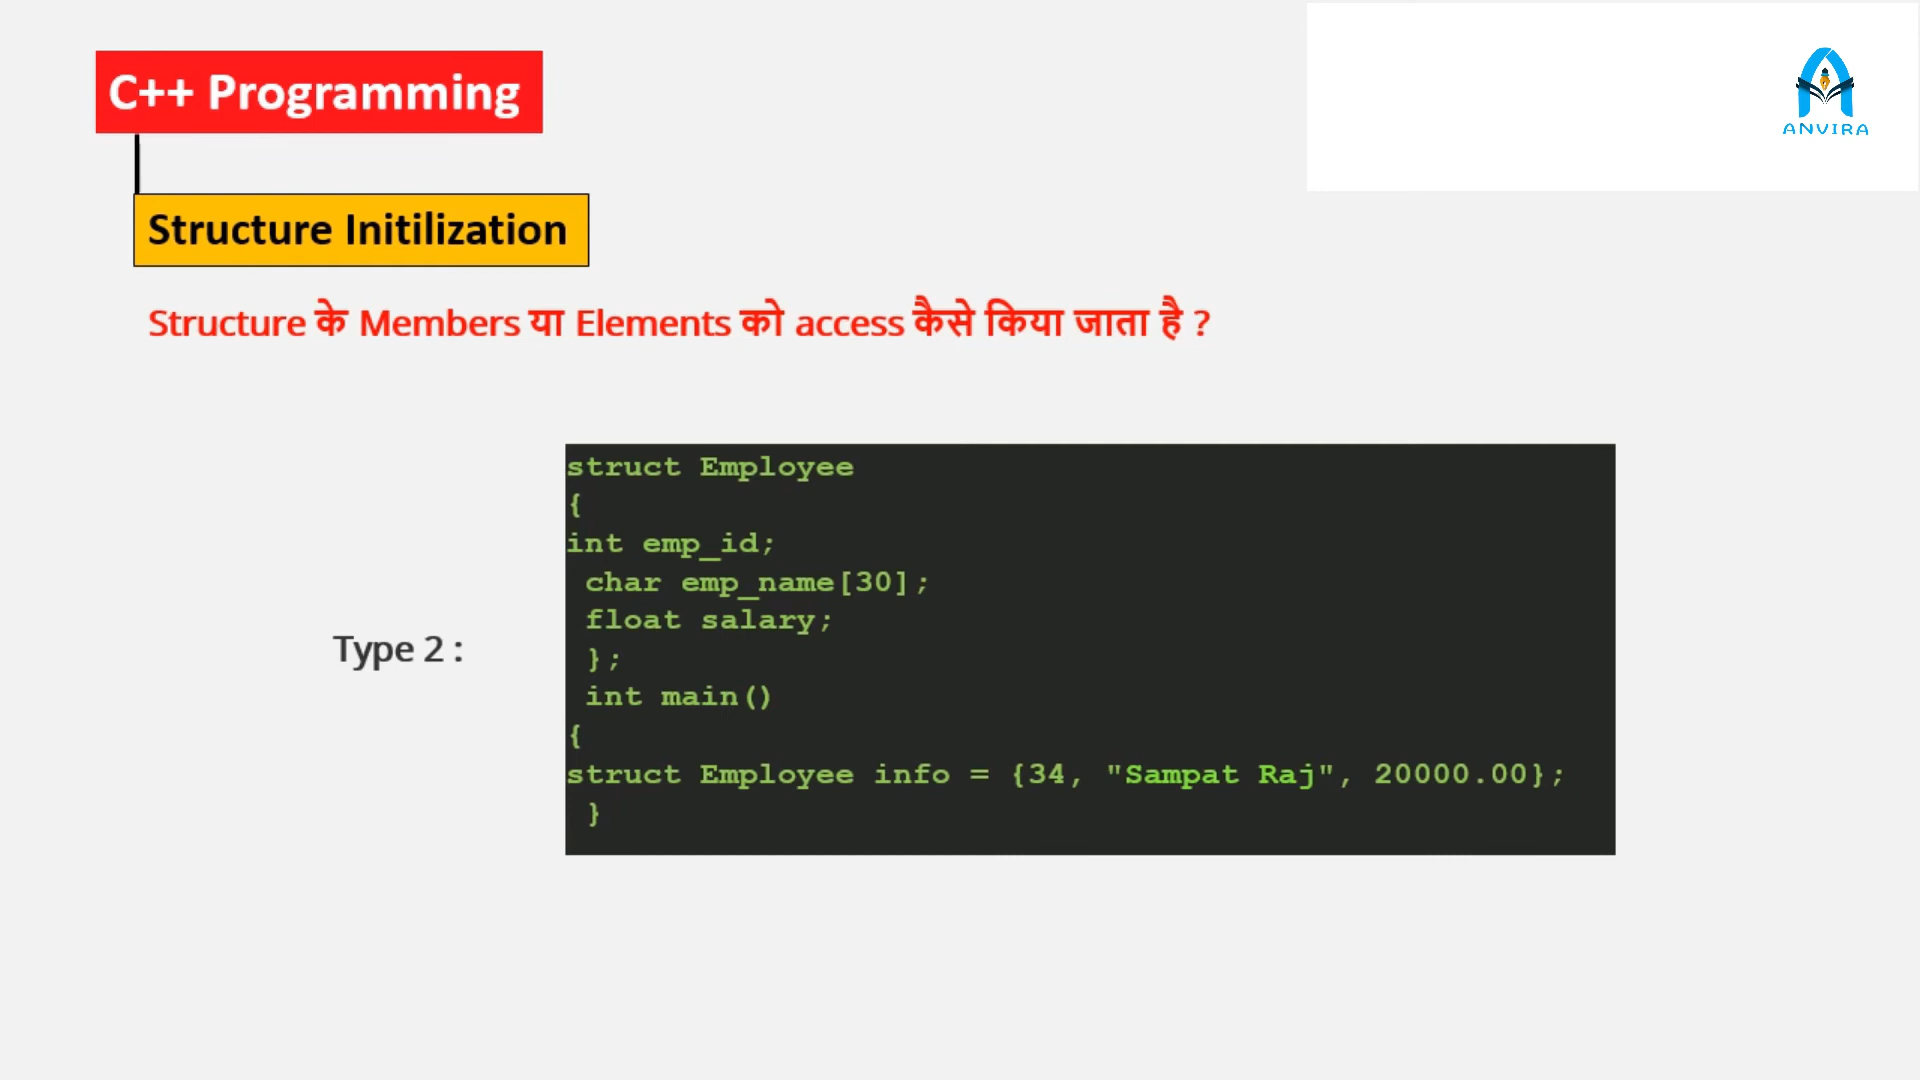 C++ Programming
ANVIRA
Structure Initilization
Structure के Members या Elements को access कैसे किया जाता है ?
Type 2 :
struct Employee
{
int emp_id;
char emp_name[30];
float salary;
};
int main()
{
struct Employee info = {34, "Sampat Raj", 20000.00};
}